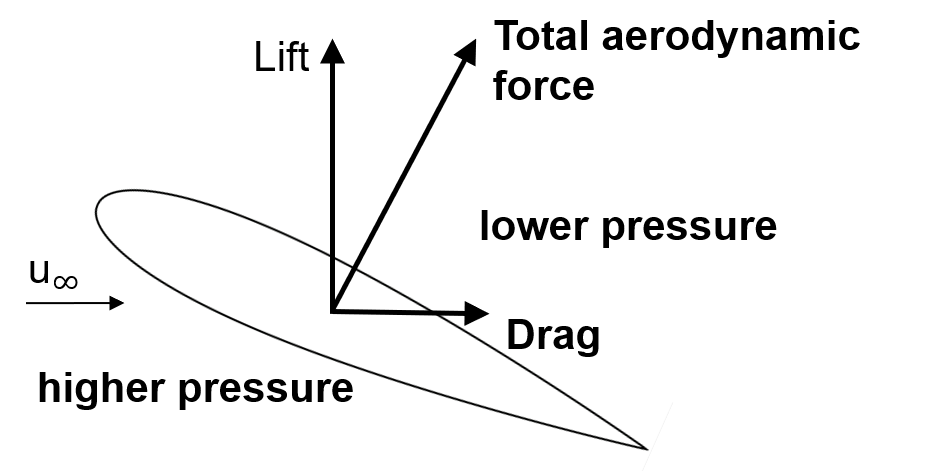 Lift
Total aerodynamic
force
lower pressure
u∞
Drag
higher pressure